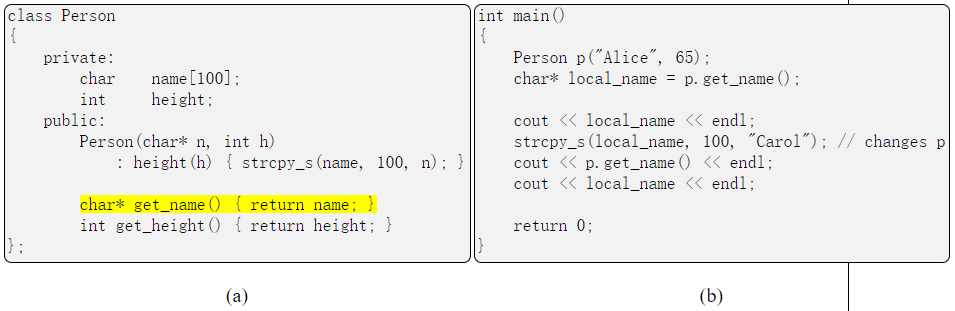 class Person
{
    private:
        char    name[100];
        int     height;
    public:
        Person(char* n, int h)
            : height(h) { strcpy_s(name, 100, n); }

        char* get_name() { return name; }
        int get_height() { return height; }
};
(a)
int main()
{
    Person p("Alice", 65);
    char* local_name = p.get_name();

    cout << local_name << endl;
    strcpy_s(local_name, 100, "Carol"); // changes p
    cout << p.get_name() << endl;
    cout << local_name << endl;

    return 0;
}
(b)